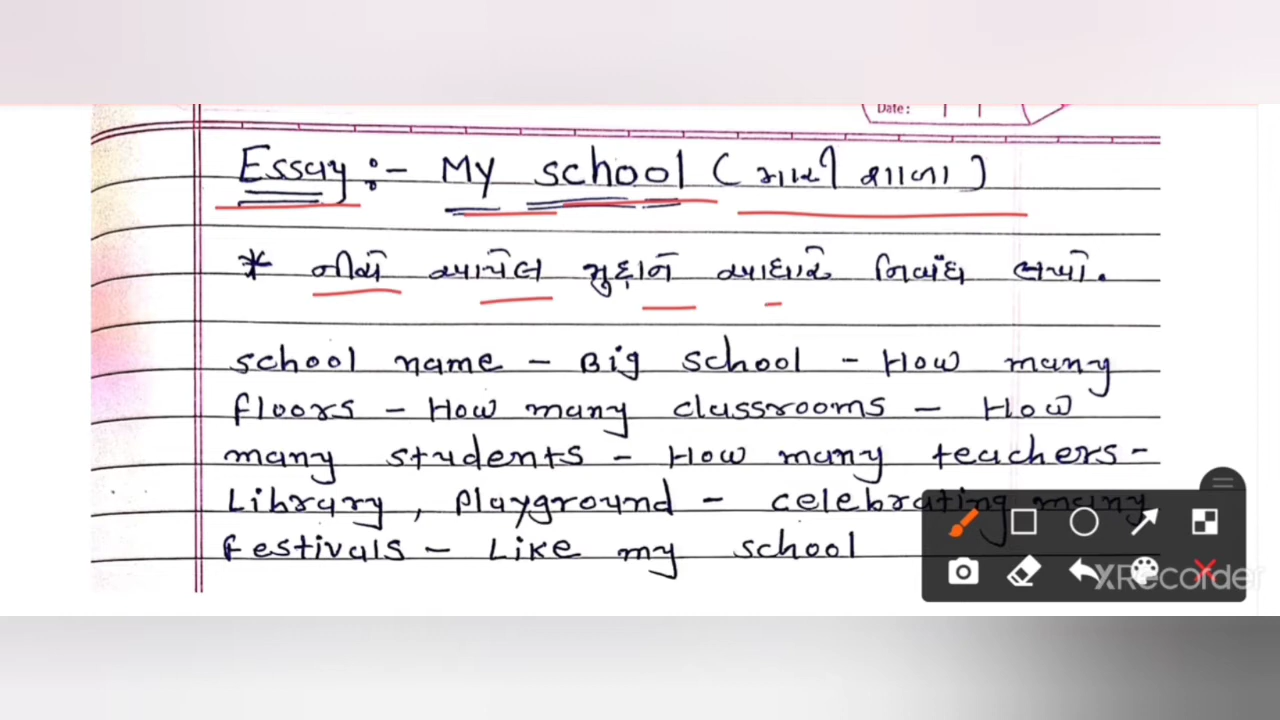 Date:
Essay :- My school ( મારી શાળા )
* નીચે આપેલ મુદ્દાને આધારે નિબંધ લખો.
school name - Big school - How many
floors - How many classrooms - How
many students - How many teachers -
Library, playground - celebrating many
festivals - Like my school
XRecorder